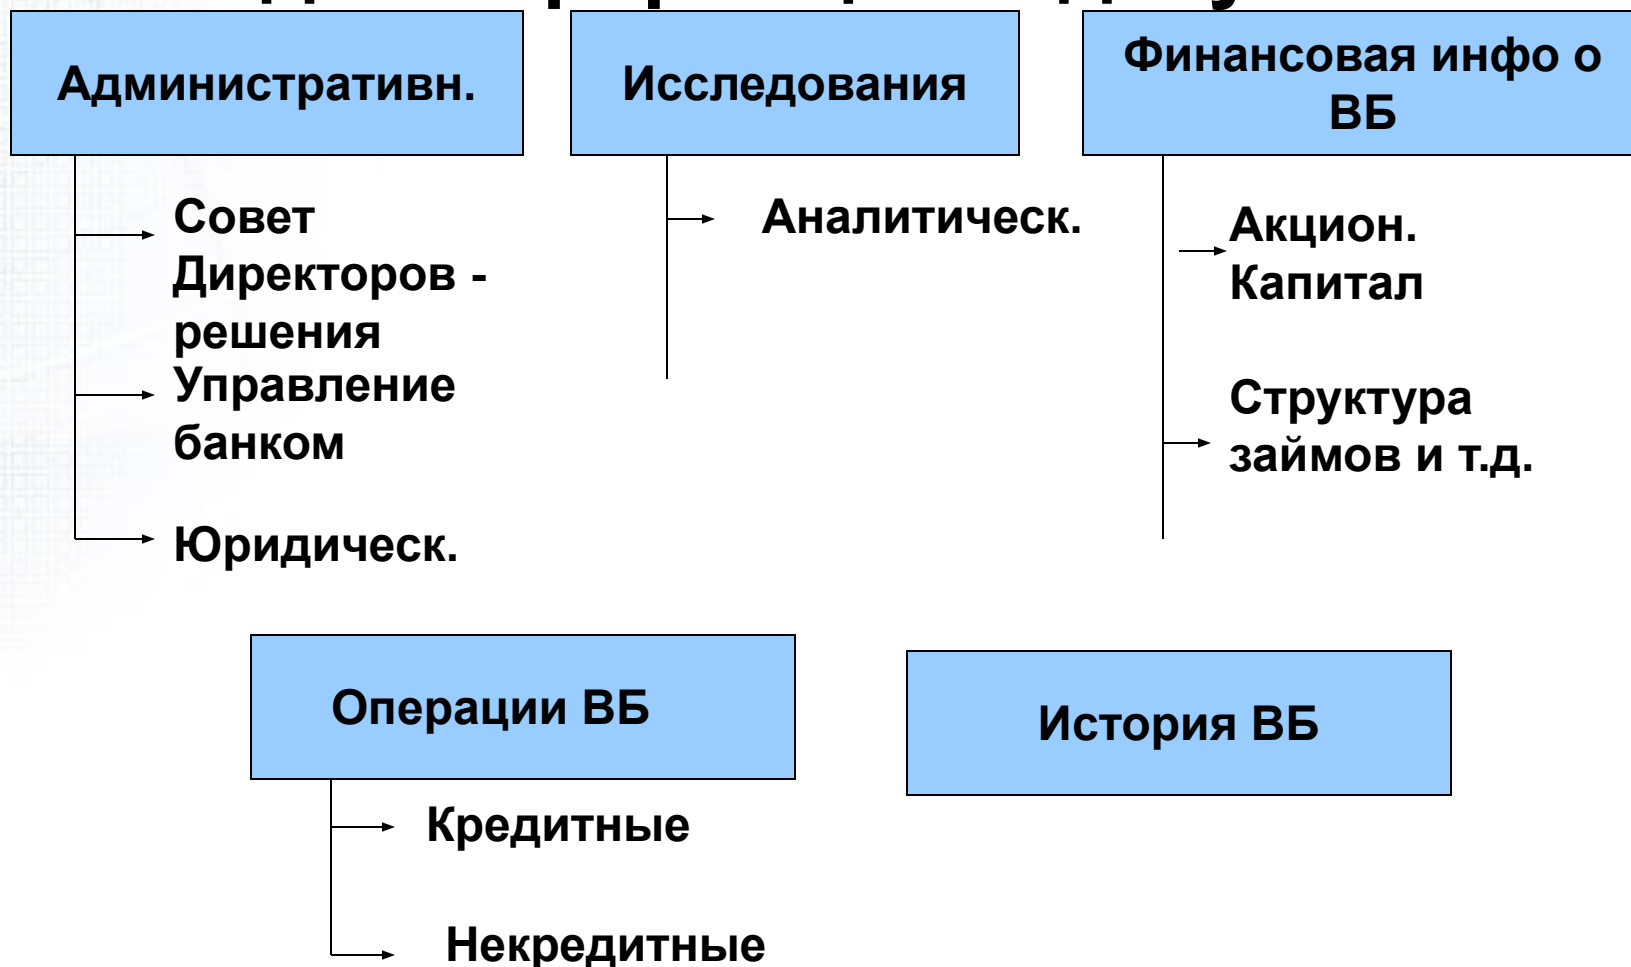 Административн.
Исследования
Финансовая инфо о
ВБ
Совет
Директоров -
решения
Управление
банком
Юридическ.
Аналитическ.
Акцион.
Капитал
Структура
займов и т.д.
Операции ВБ
Кредитные
Некредитные
История ВБ